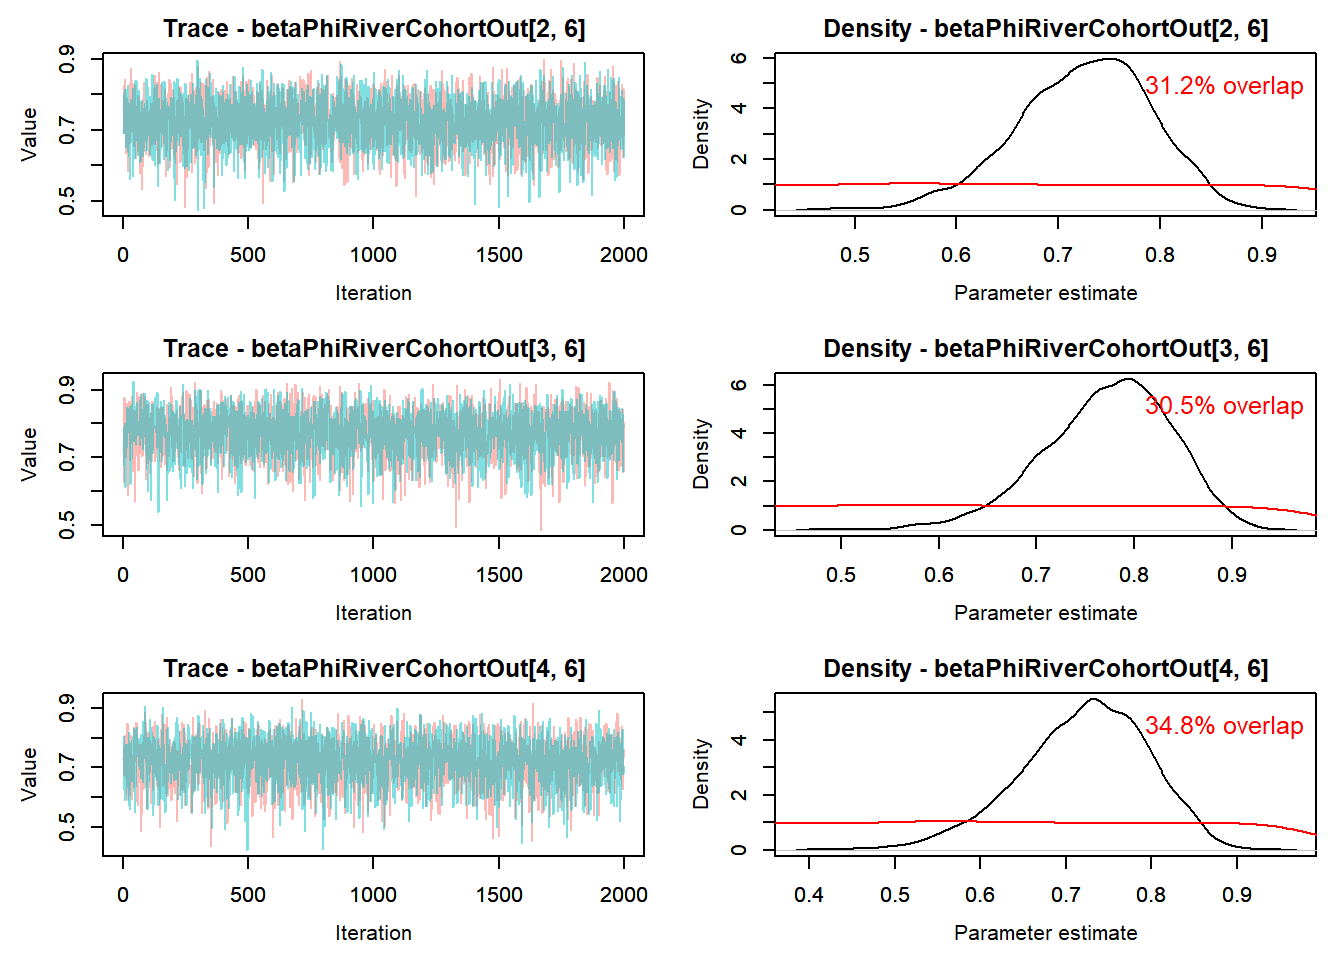 Trace - betaPhiRiverCohortOut[2, 6]
Value
0.5
0.7
0.9
0
500
1000
1500
2000
Iteration
Density - betaPhiRiverCohortOut[2, 6]
31.2% overlap
Density
0
2
4
6
0.5
0.6
0.7
0.8
0.9
Parameter estimate
Trace - betaPhiRiverCohortOut[3, 6]
Value
0.5
0.7
0.9
0
500
1000
1500
2000
Iteration
Density - betaPhiRiverCohortOut[3, 6]
30.5% overlap
Density
0
2
4
6
0.5
0.6
0.7
0.8
0.9
Parameter estimate
Trace - betaPhiRiverCohortOut[4, 6]
Value
0.5
0.7
0.9
0
500
1000
1500
2000
Iteration
Density - betaPhiRiverCohortOut[4, 6]
34.8% overlap
Density
0
2
4
0.4
0.5
0.6
0.7
0.8
0.9
Parameter estimate